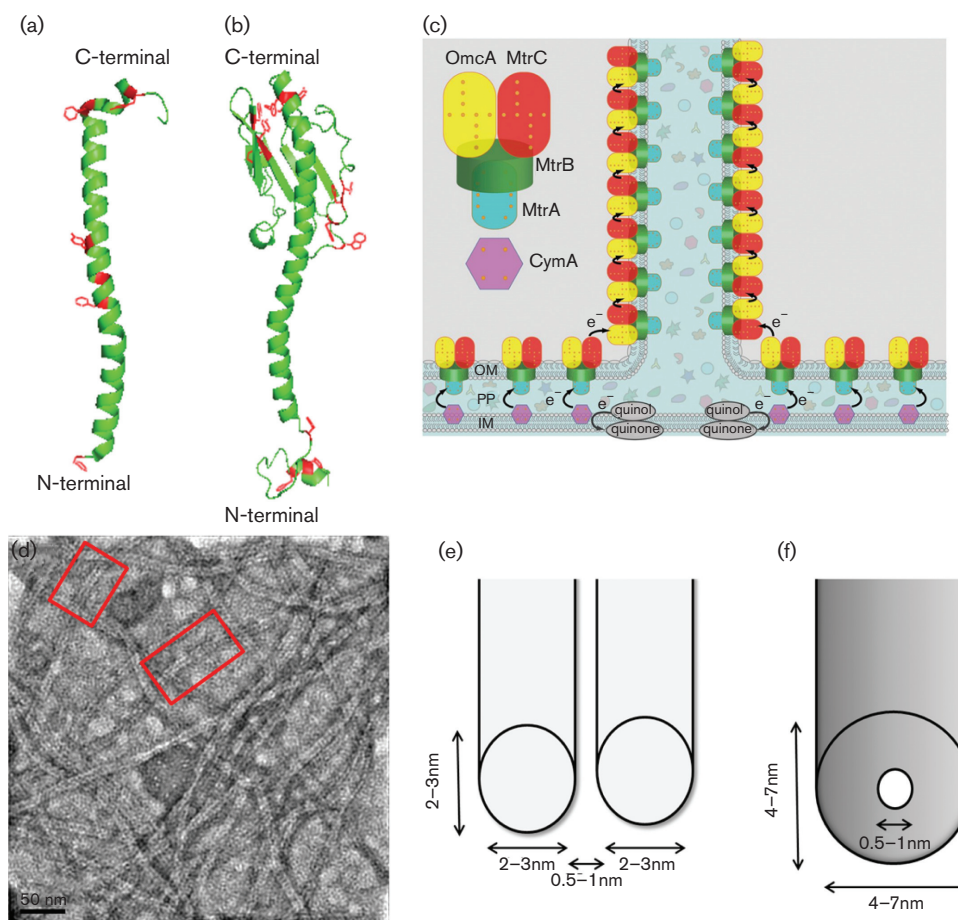 (a)
C-terminal
N-terminal
(b)
C-terminal
N-terminal
(c)
OmcA MtrC
MtrB
MtrA
CymA
e–
e–
OM
PP
e–
e–
e–
e–
IM
quinol
quinone
quinol
quinone
(d)
50 nm
(e)
2–3nm
2–3nm
2–3nm
0.5–1nm
(f)
4–7nm
0.5–1nm
4–7nm